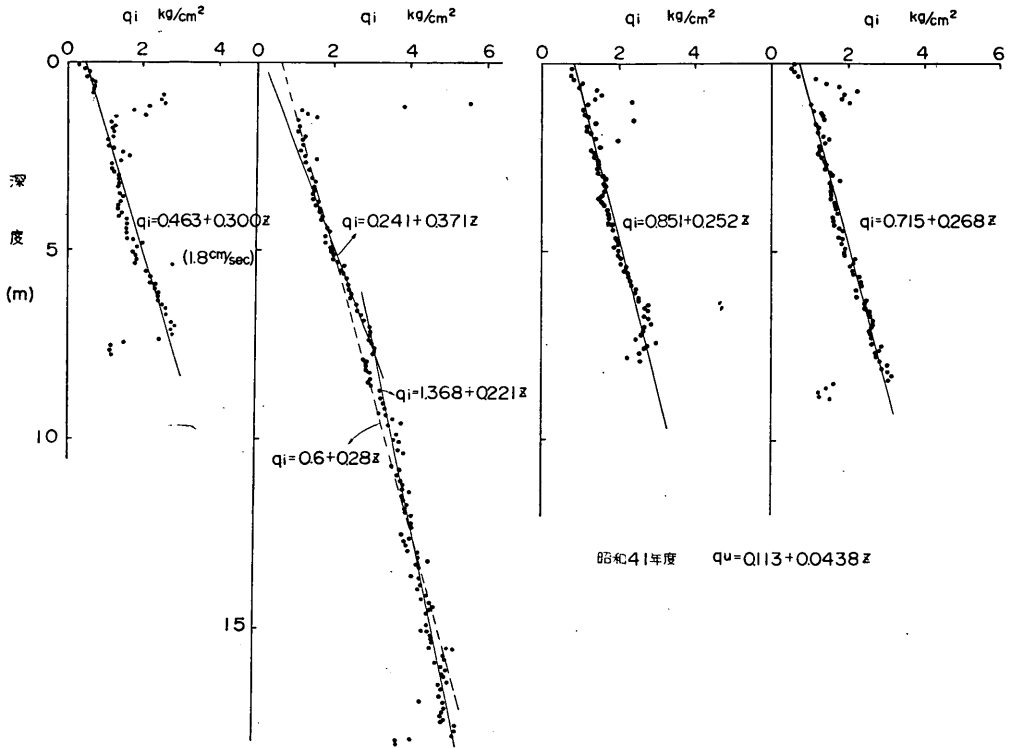 qi kg/cm²
qi kg/cm²
qi kg/cm²
qi kg/cm²
0 2 4
0 2 4 6
0 2 4
0 2 4 6
0
5
10
15
深度(m)
qi=0.463+0.300z
(1.8cm/sec)
qi=0.241+0.371z
qi=1.368+0.221z
qi=0.6+0.28z
qi=0.851+0.252z
qi=0.715+0.268z
昭和41年度 qu=0.113+0.0438z